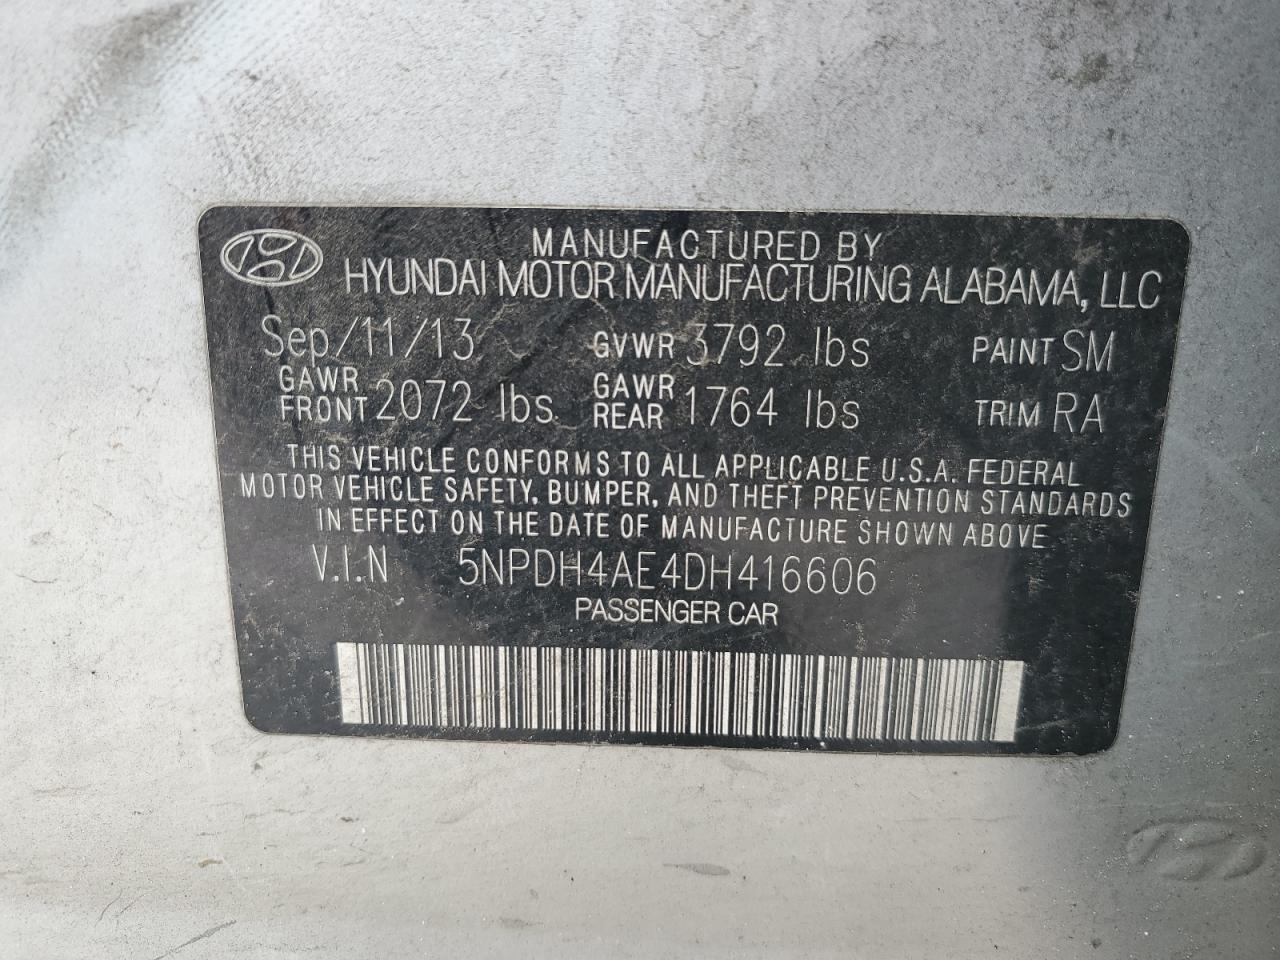 MANUFACTURED BY
HYUNDAI MOTOR MANUFACTURING ALABAMA, LLC
Sep/11/13 GVWR 3792 lbs PAINT SM
GAWR FRONT 2072 lbs GAWR REAR 1764 lbs TRIM RA
THIS VEHICLE CONFORMS TO ALL APPLICABLE U.S.A. FEDERAL
MOTOR VEHICLE SAFETY, BUMPER, AND THEFT PREVENTION STANDARDS
IN EFFECT ON THE DATE OF MANUFACTURE SHOWN ABOVE
V.I.N 5NPDH4AE4DH416606
PASSENGER CAR